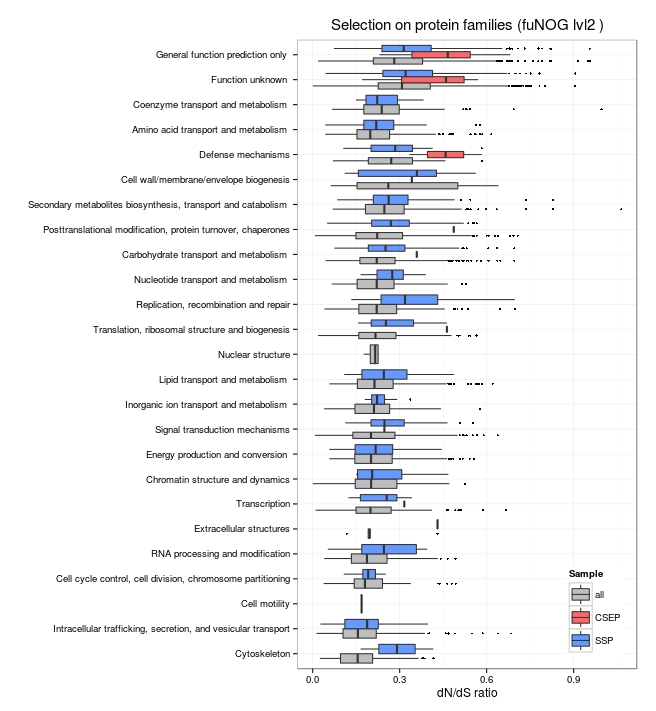 Selection on protein families (fuNOG lvl2 )
General function prediction only
Function unknown
Coenzyme transport and metabolism
Amino acid transport and metabolism
Defense mechanisms
Cell wall/membrane/envelope biogenesis
Secondary metabolites biosynthesis, transport and catabolism
Posttranslational modification, protein turnover, chaperones
Carbohydrate transport and metabolism
Nucleotide transport and metabolism
Replication, recombination and repair
Translation, ribosomal structure and biogenesis
Nuclear structure
Lipid transport and metabolism
Inorganic ion transport and metabolism
Signal transduction mechanisms
Energy production and conversion
Chromatin structure and dynamics
Transcription
Extracellular structures
RNA processing and modification
Cell cycle control, cell division, chromosome partitioning
Cell motility
Intracellular trafficking, secretion, and vesicular transport
Cytoskeleton
Sample
all
CSEP
SSP
0.0 0.3 0.6 0.9
dN/dS ratio